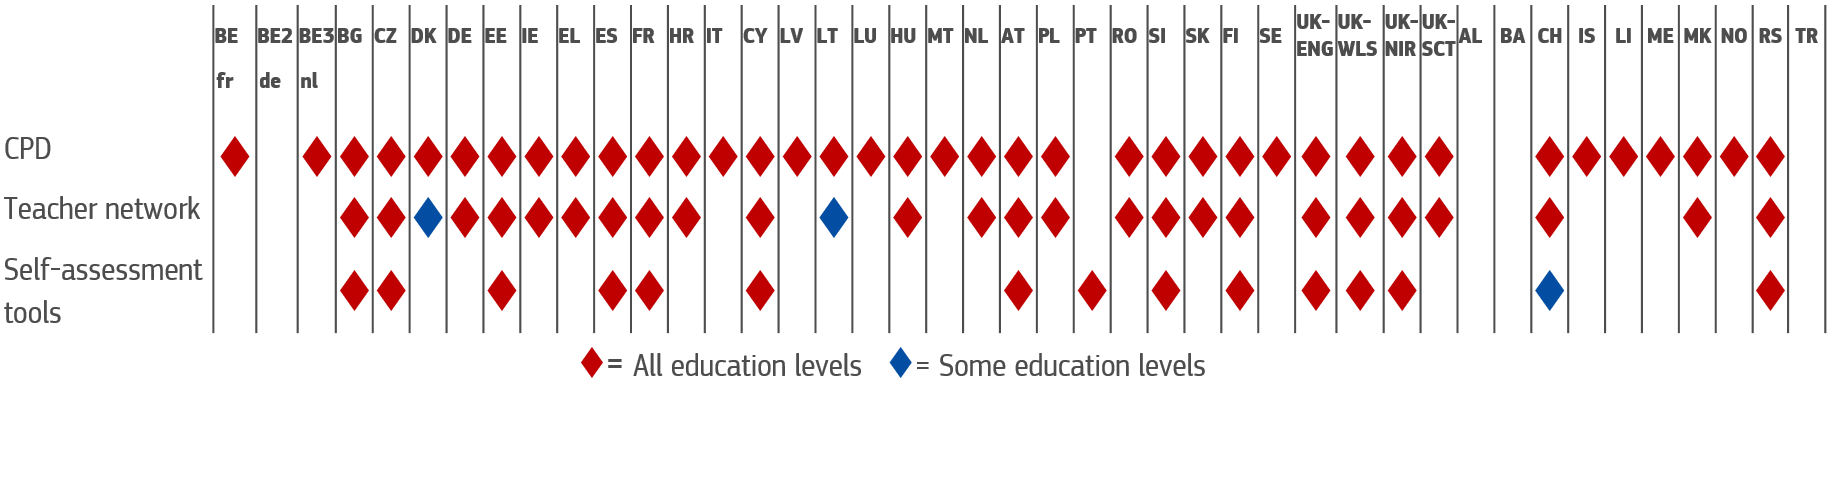 BE BE2 BE3 BG CZ DK DE EE IE EL ES FR HR IT CY LV LT LU HU MT NL AT PL PT RO SI SK FI SE UK-ENG UK-WLS UK-NIR UK-SCT AL BA CH IS LI ME MK NO RS TR
fr de nl
CPD
Teacher network
Self-assessment
tools
= All education levels = Some education levels